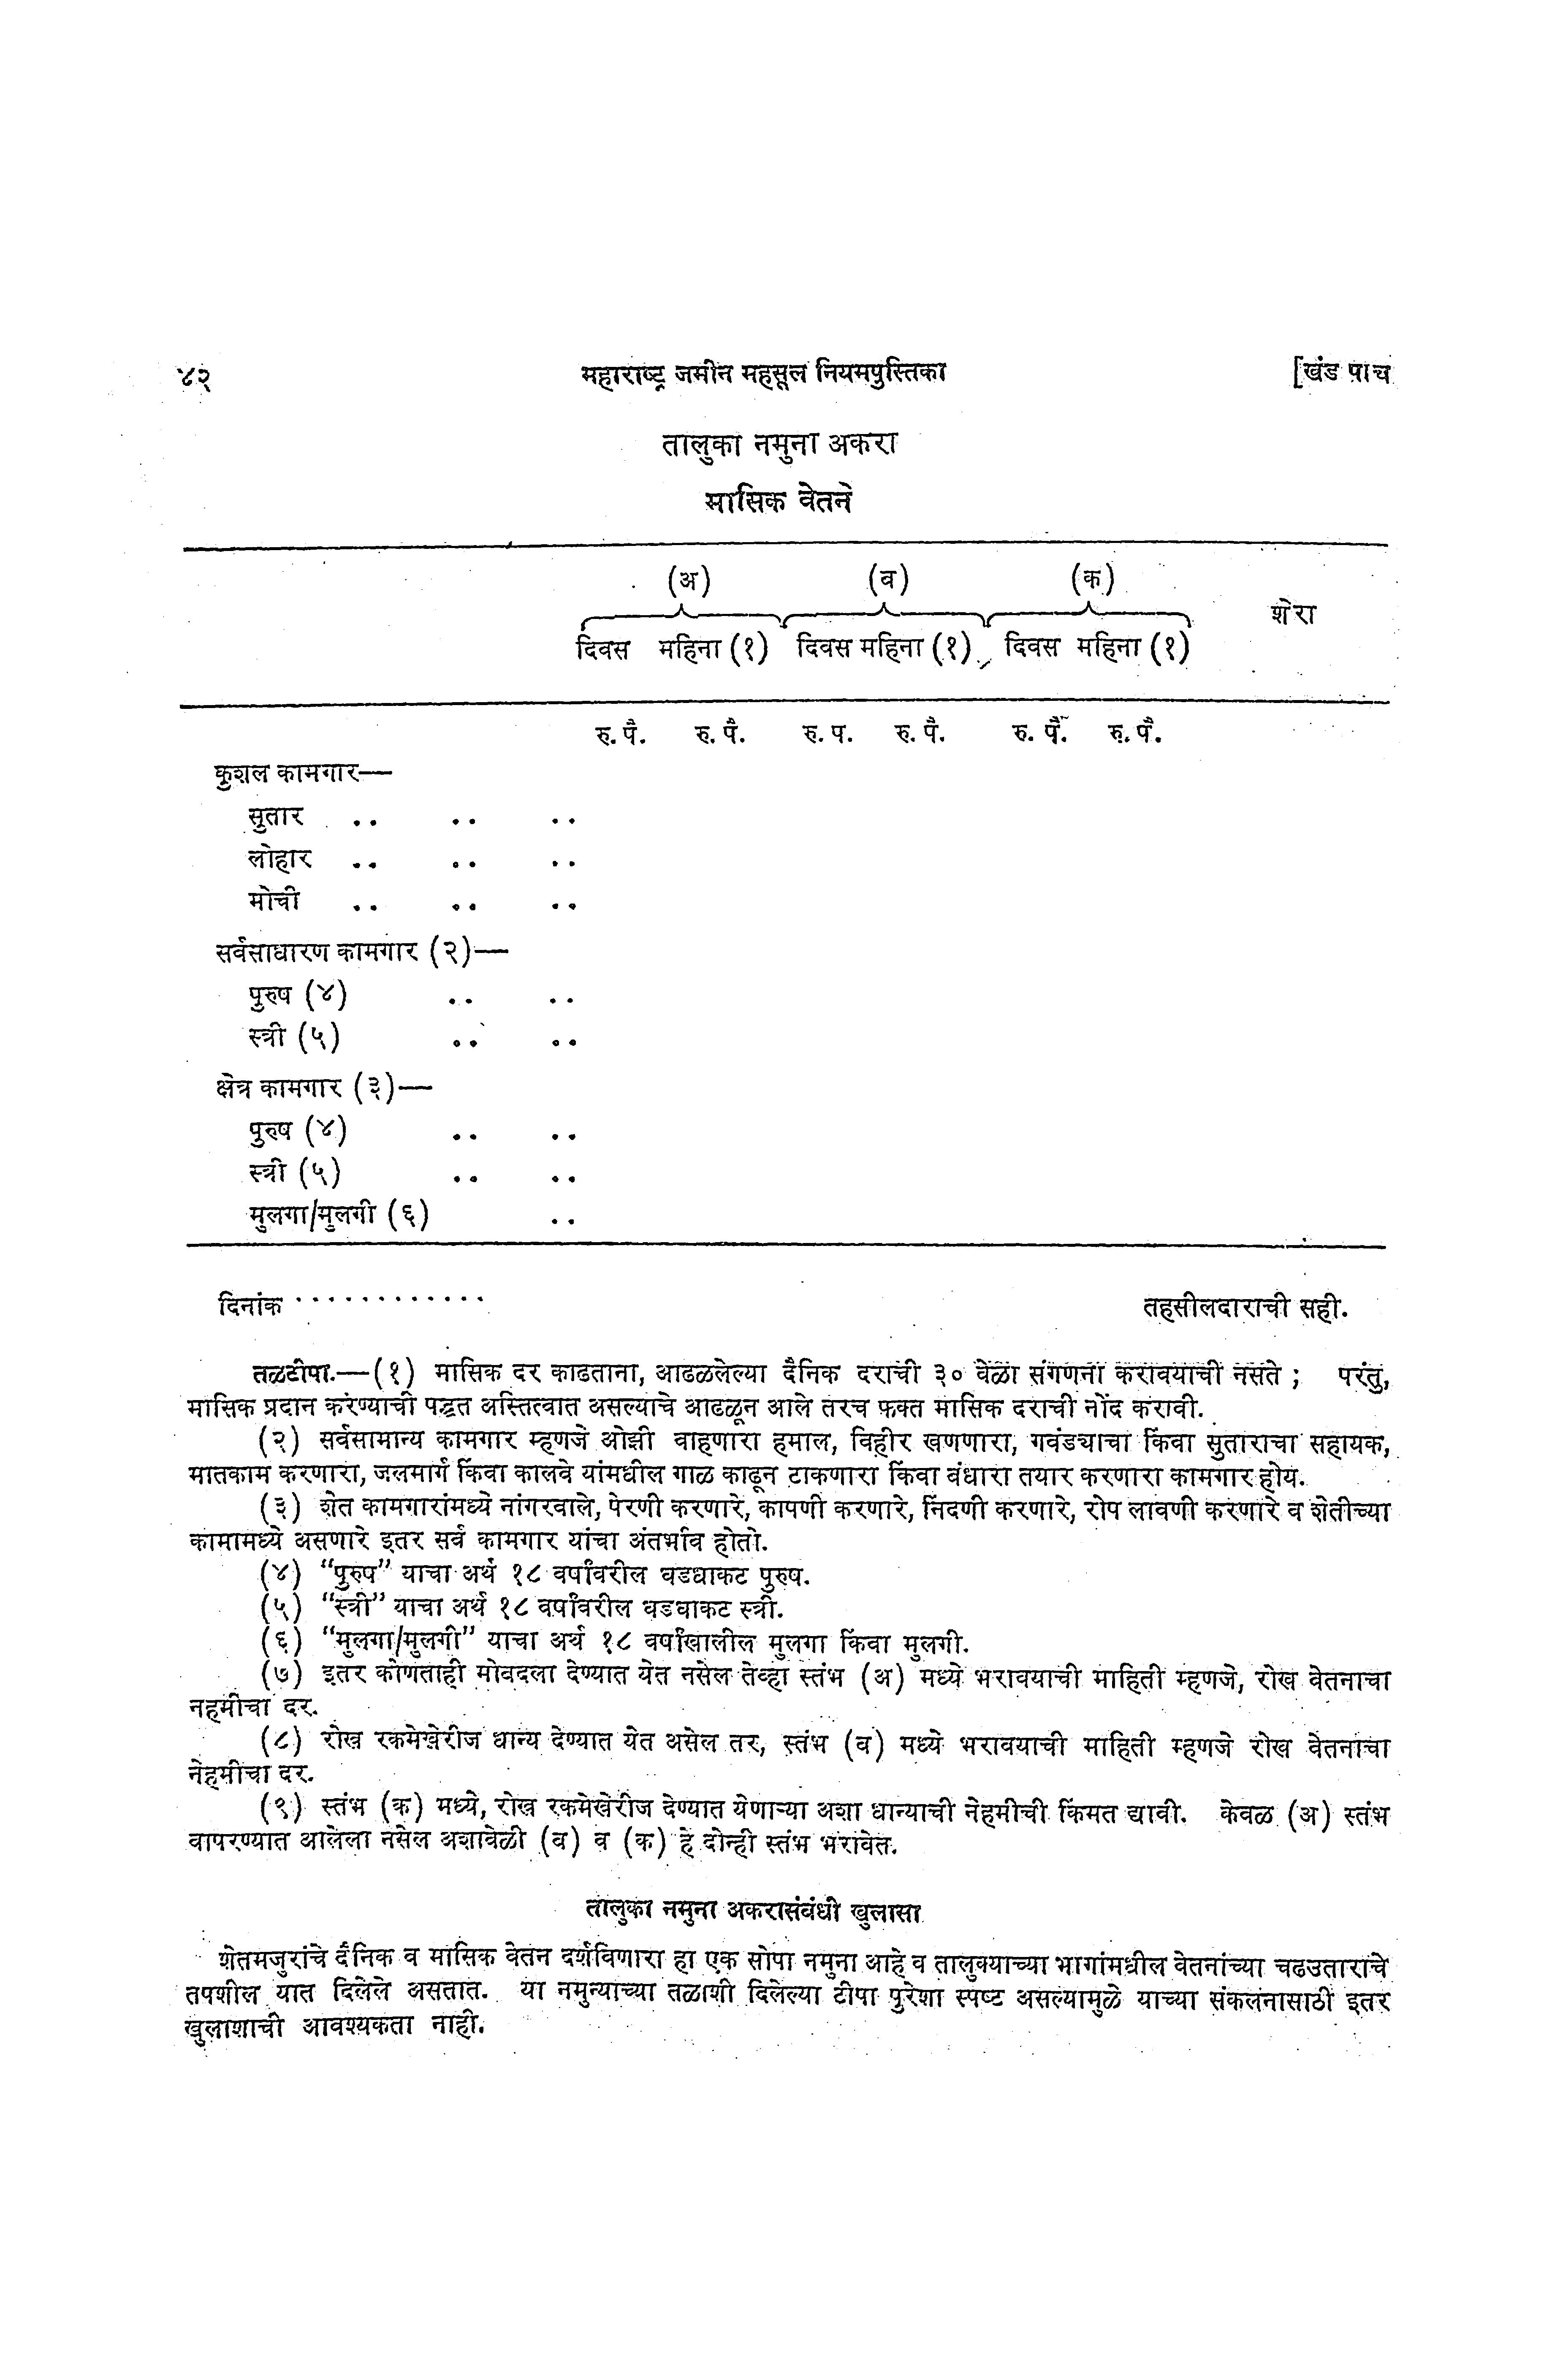 ४२ महाराष्ट्र जमीन महसूल नियमपुस्तिका [खंड पाच
तालुका नमुना अकरा
मासिक वेतने
(अ) (ब) (क)
शेरा
दिवस महिना (१) दिवस महिना (१) दिवस महिना (१)
रु. पै. रु. पै. रु. प. रु. पै. रु. पै. रु. पै.
कुशल कामगार—
सुतार .. .. ..
लोहार .. .. ..
मोची .. .. ..
सर्वसाधारण कामगार (२)—
पुरुष (४) .. ..
स्त्री (५) .. ..
क्षेत्र कामगार (३)—
पुरुष (४) .. ..
स्त्री (५) .. ..
मुलगा/मुलगी (६) ..
दिनांक ............ तहसीलदाराची सही.
तळटीपा.—(१) मासिक दर काढताना, आढळलेल्या दैनिक दराची ३० वेळा संगणना करावयाची नसते ; परंतु,
मासिक प्रदान करण्याची पद्धत अस्तित्वात असल्याचे आढळून आले तरच फक्त मासिक दराची नोंद करावी.
(२) सर्वसामान्य कामगार म्हणजे ओझी वाहणारा हमाल, विहीर खणणारा, गवंड्याचा किंवा सुताराचा सहायक,
मातकाम करणारा, जलमार्ग किंवा कालवे यांमधील गाळ काढून टाकणारा किंवा बंधारा तयार करणारा कामगार होय.
(३) शेत कामगारांमध्ये नांगरवाले, पेरणी करणारे, कापणी करणारे, निंदणी करणारे, रोप लावणी करणारे व शेतीच्या
कामामध्ये असणारे इतर सर्व कामगार यांचा अंतर्भाव होतो.
(४) “पुरुष” याचा अर्थ १८ वर्षांवरील धडधाकट पुरुष.
(५) “स्त्री” याचा अर्थ १८ वर्षांवरील धडधाकट स्त्री.
(६) “मुलगा/मुलगी” याचा अर्थ १८ वर्षांखालील मुलगा किंवा मुलगी.
(७) इतर कोणताही मोबदला देण्यात येत नसेल तेव्हा स्तंभ (अ) मध्ये भरावयाची माहिती म्हणजे, रोख वेतनाचा
नहमीचा दर.
(८) रोख रकमेखेरीज धान्य देण्यात येत असेल तर, स्तंभ (ब) मध्ये भरावयाची माहिती म्हणजे रोख वेतनाचा
नेहमीचा दर.
(९) स्तंभ (क) मध्ये, रोख रकमेखेरीज देण्यात येणाऱ्या अशा धान्याची नेहमीची किंमत द्यावी. केवळ (अ) स्तंभ
वापरण्यात आलेला नसेल अशावेळी (ब) व (क) हे दोन्ही स्तंभ भरावेत.
तालुका नमुना अकरासंबंधी खुलासा
शेतमजुरांचे दैनिक व मासिक वेतन दर्शविणारा हा एक सोपा नमुना आहे व तालुक्याच्या भागांमधील वेतनांच्या चढउताराचे
तपशील यात दिलेले असतात. या नमुन्याच्या तळाशी दिलेल्या टीपा पुरेशा स्पष्ट असल्यामुळे याच्या संकलनासाठी इतर
खुलाशाची आवश्यकता नाही.